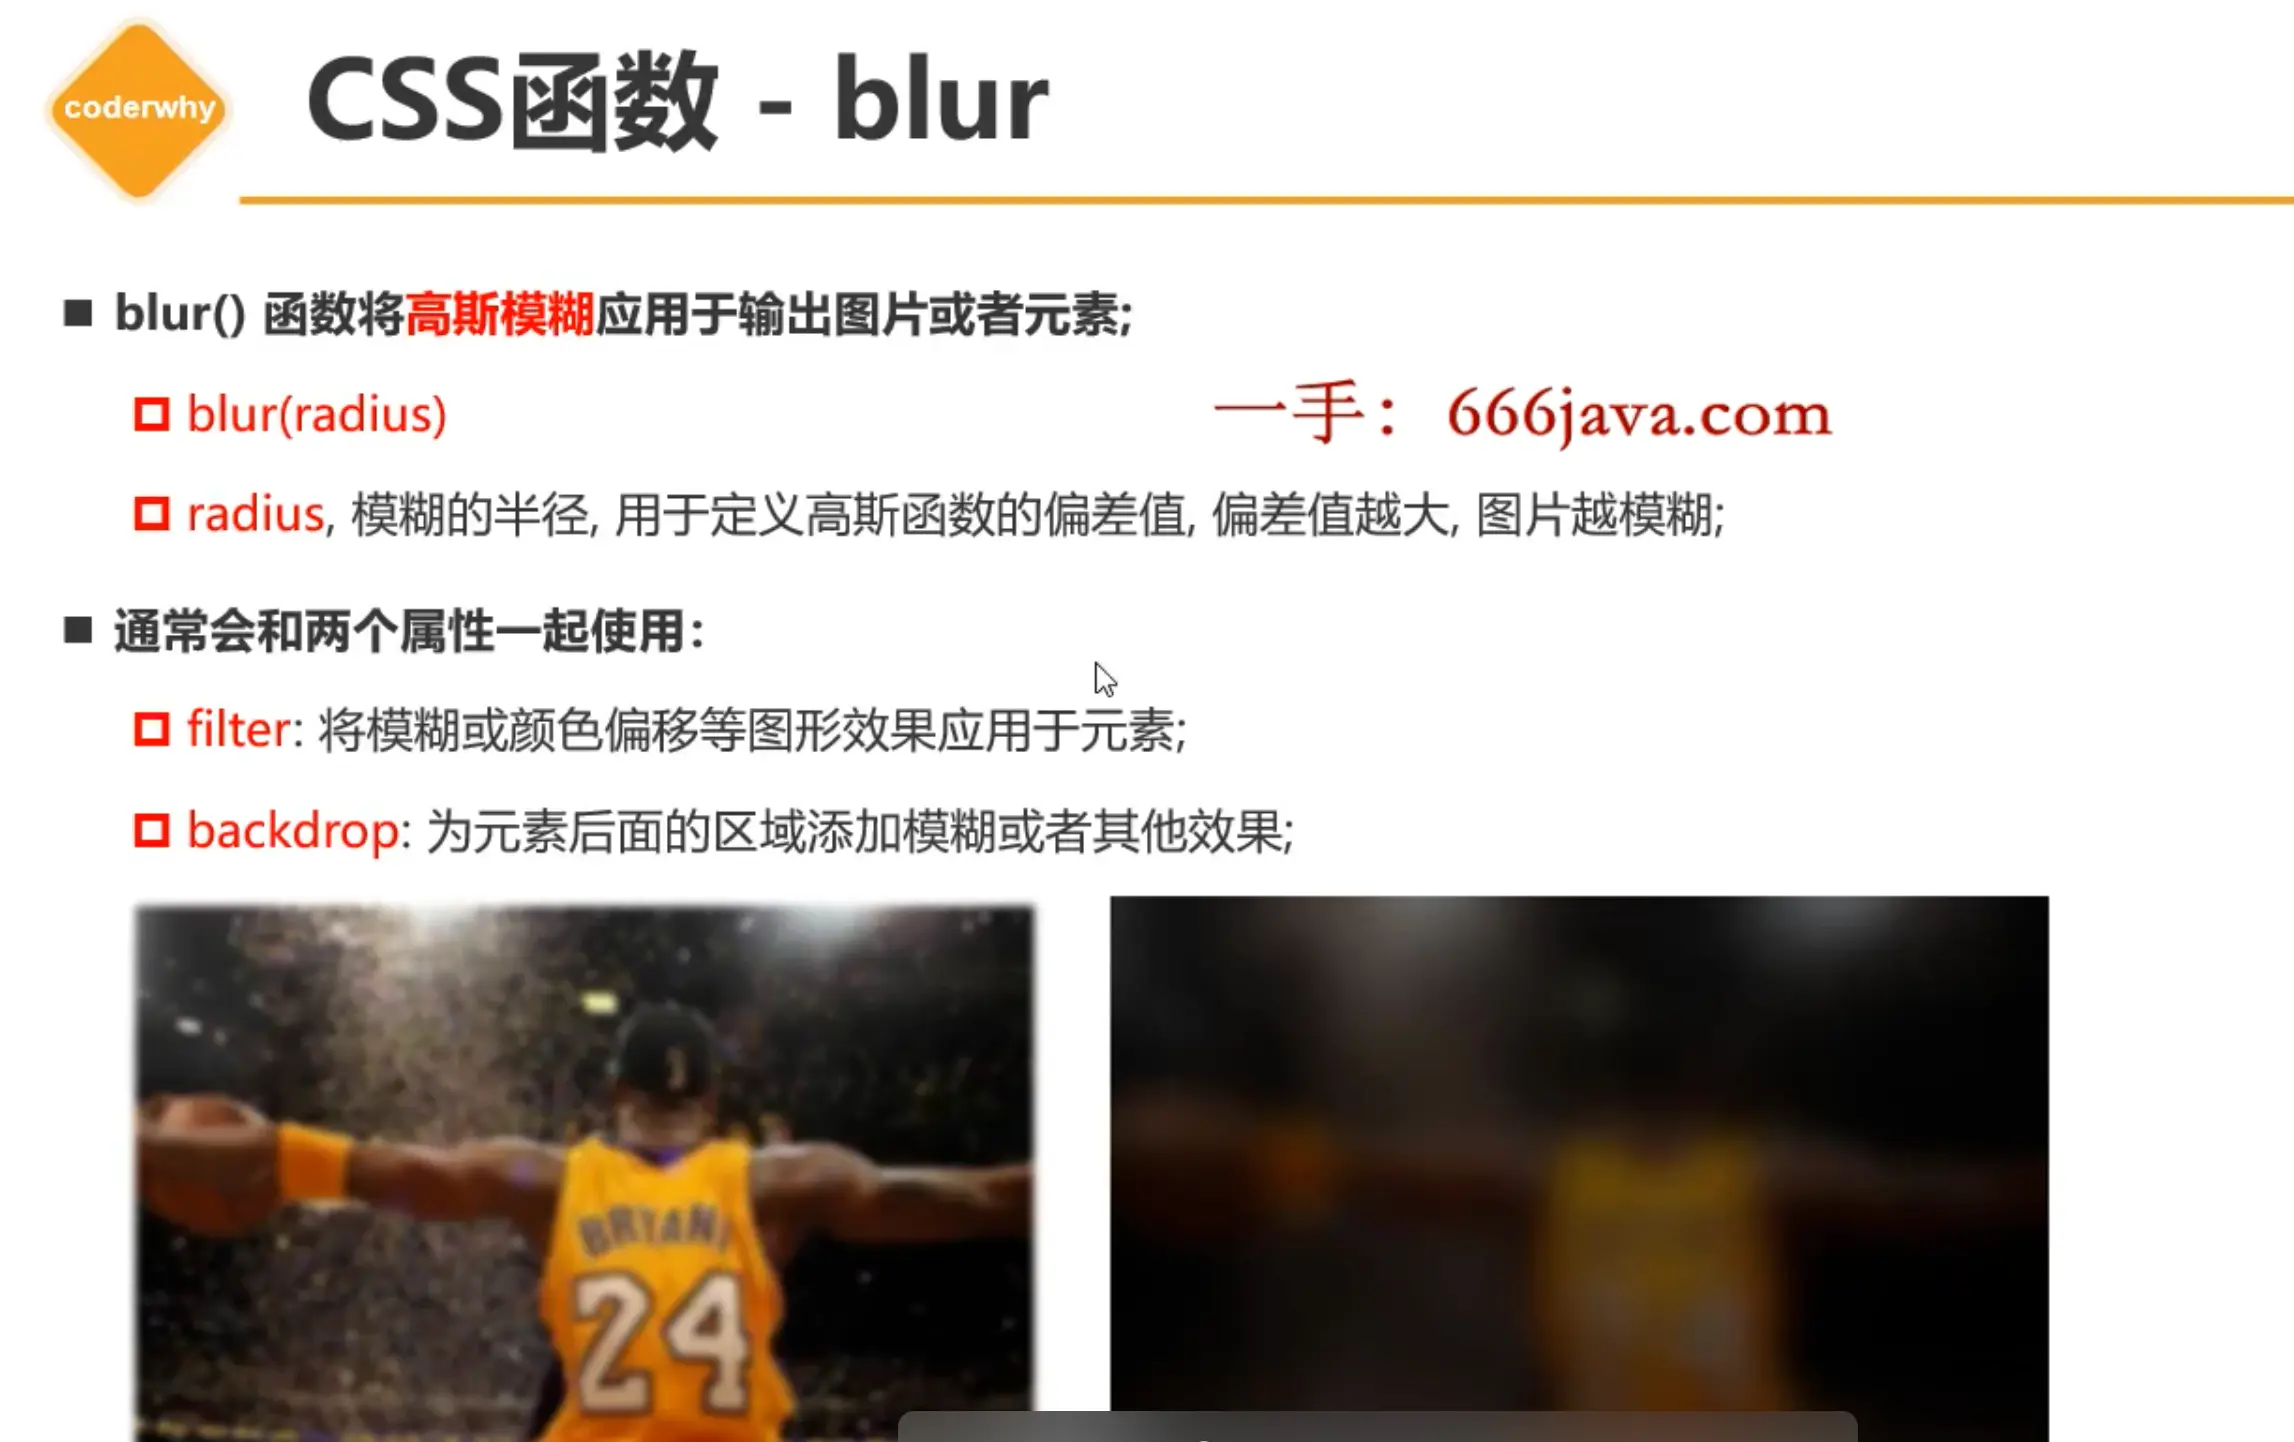 coderwhy
CSS函数 - blur
blur() 函数将高斯模糊应用于输出图片或者元素;
blur(radius)
一手：666java.com
radius, 模糊的半径, 用于定义高斯函数的偏差值, 偏差值越大, 图片越模糊;
通常会和两个属性一起使用：
filter: 将模糊或颜色偏移等图形效果应用于元素;
backdrop: 为元素后面的区域添加模糊或者其他效果;
BRYANT
24